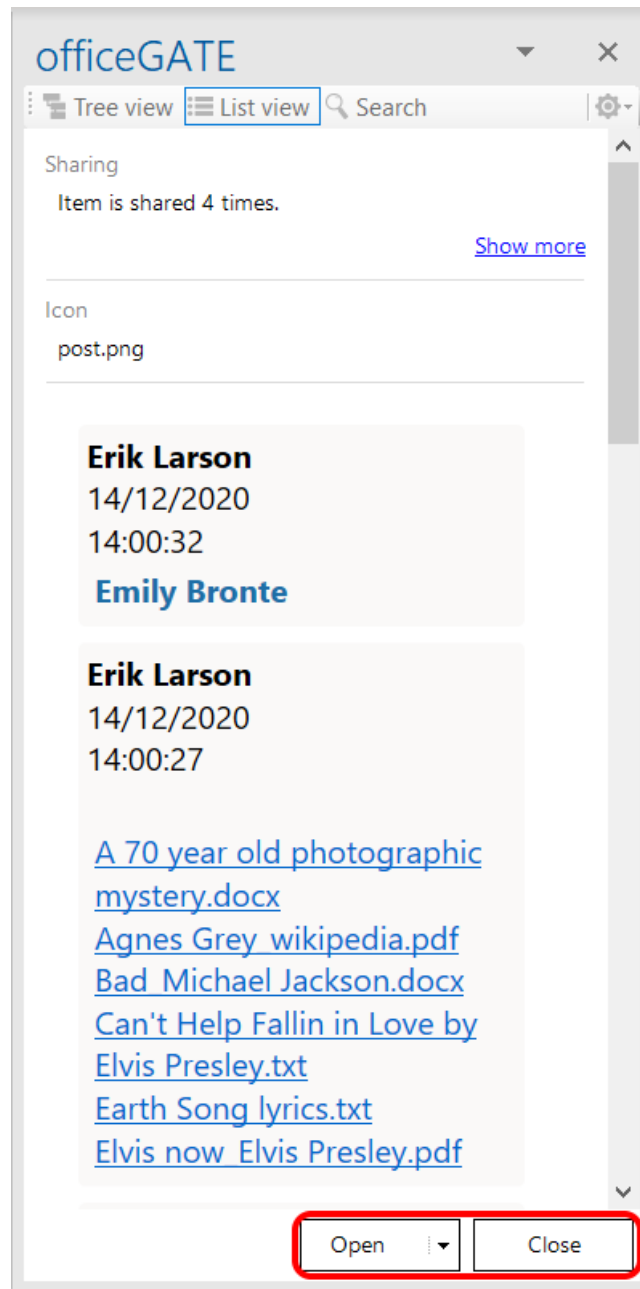 officeGATE
Tree view List view Search
Sharing
Item is shared 4 times.
Show more
Icon
post.png
Erik Larson
14/12/2020
14:00:32
Emily Bronte
Erik Larson
14/12/2020
14:00:27
A 70 year old photographic
mystery.docx
Agnes Grey_wikipedia.pdf
Bad_Michael Jackson.docx
Can't Help Fallin in Love by
Elvis Presley.txt
Earth Song lyrics.txt
Elvis now_Elvis Presley.pdf
Open Close